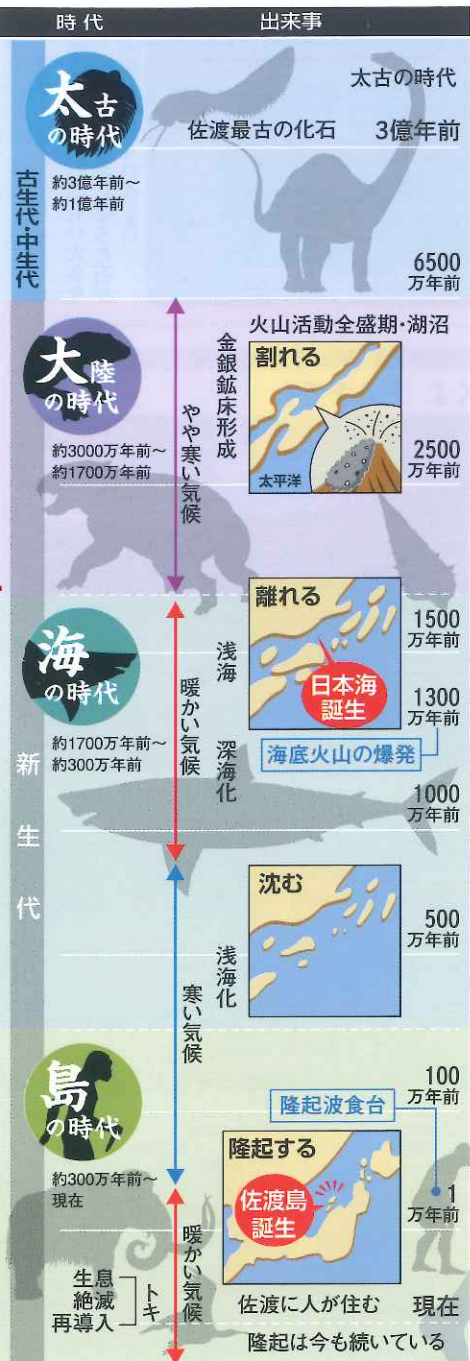 時代
出来事
古生代・中生代
太古
の時代
約3億年前～
約1億年前
太古の時代
佐渡最古の化石
3億年前
6500
万年前
新生代
大陸
の時代
約3000万年前～
約1700万年前
やや寒い気候
金銀鉱床形成
火山活動全盛期・湖沼
割れる
太平洋
2500
万年前
海
の時代
約1700万年前～
約300万年前
暖かい気候
浅海
深海化
離れる
日本海
誕生
1500
万年前
1300
万年前
海底火山の爆発
1000
万年前
寒い気候
浅海化
沈む
500
万年前
島
の時代
約300万年前～
現在
100
万年前
隆起波食台
隆起する
佐渡島
誕生
1
万年前
暖かい気候
生息
絶滅
再導入
トキ
佐渡に人が住む
現在
隆起は今も続いている